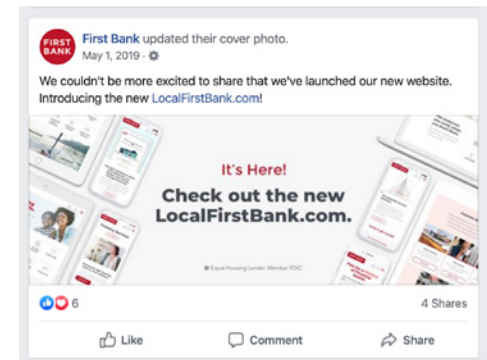 FIRST
BANK
First Bank updated their cover photo.
May 1, 2019 ·
We couldn't be more excited to share that we've launched our new website.
Introducing the new LocalFirstBank.com!
It's Here!
Check out the new
LocalFirstBank.com.
Equal Housing Lender Member FDIC
6
4 Shares
Like
Comment
Share